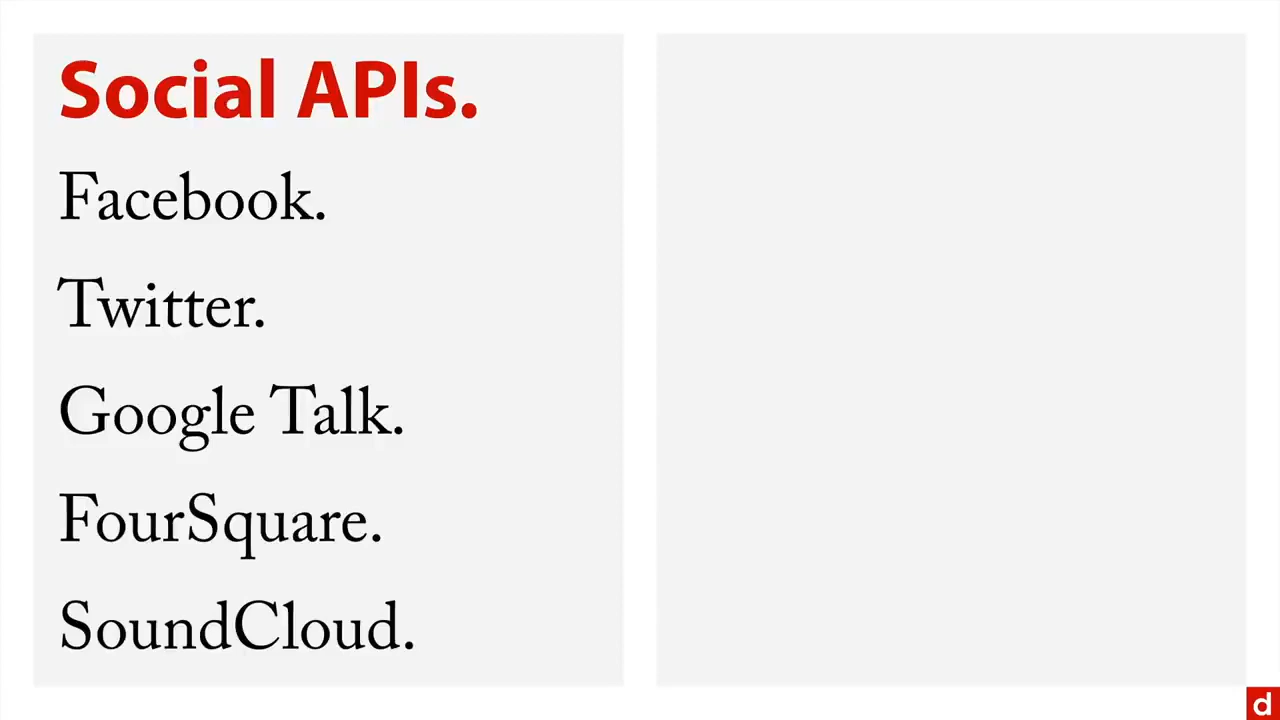 Social APIs.
Facebook.
Twitter.
Google Talk.
FourSquare.
SoundCloud.
d